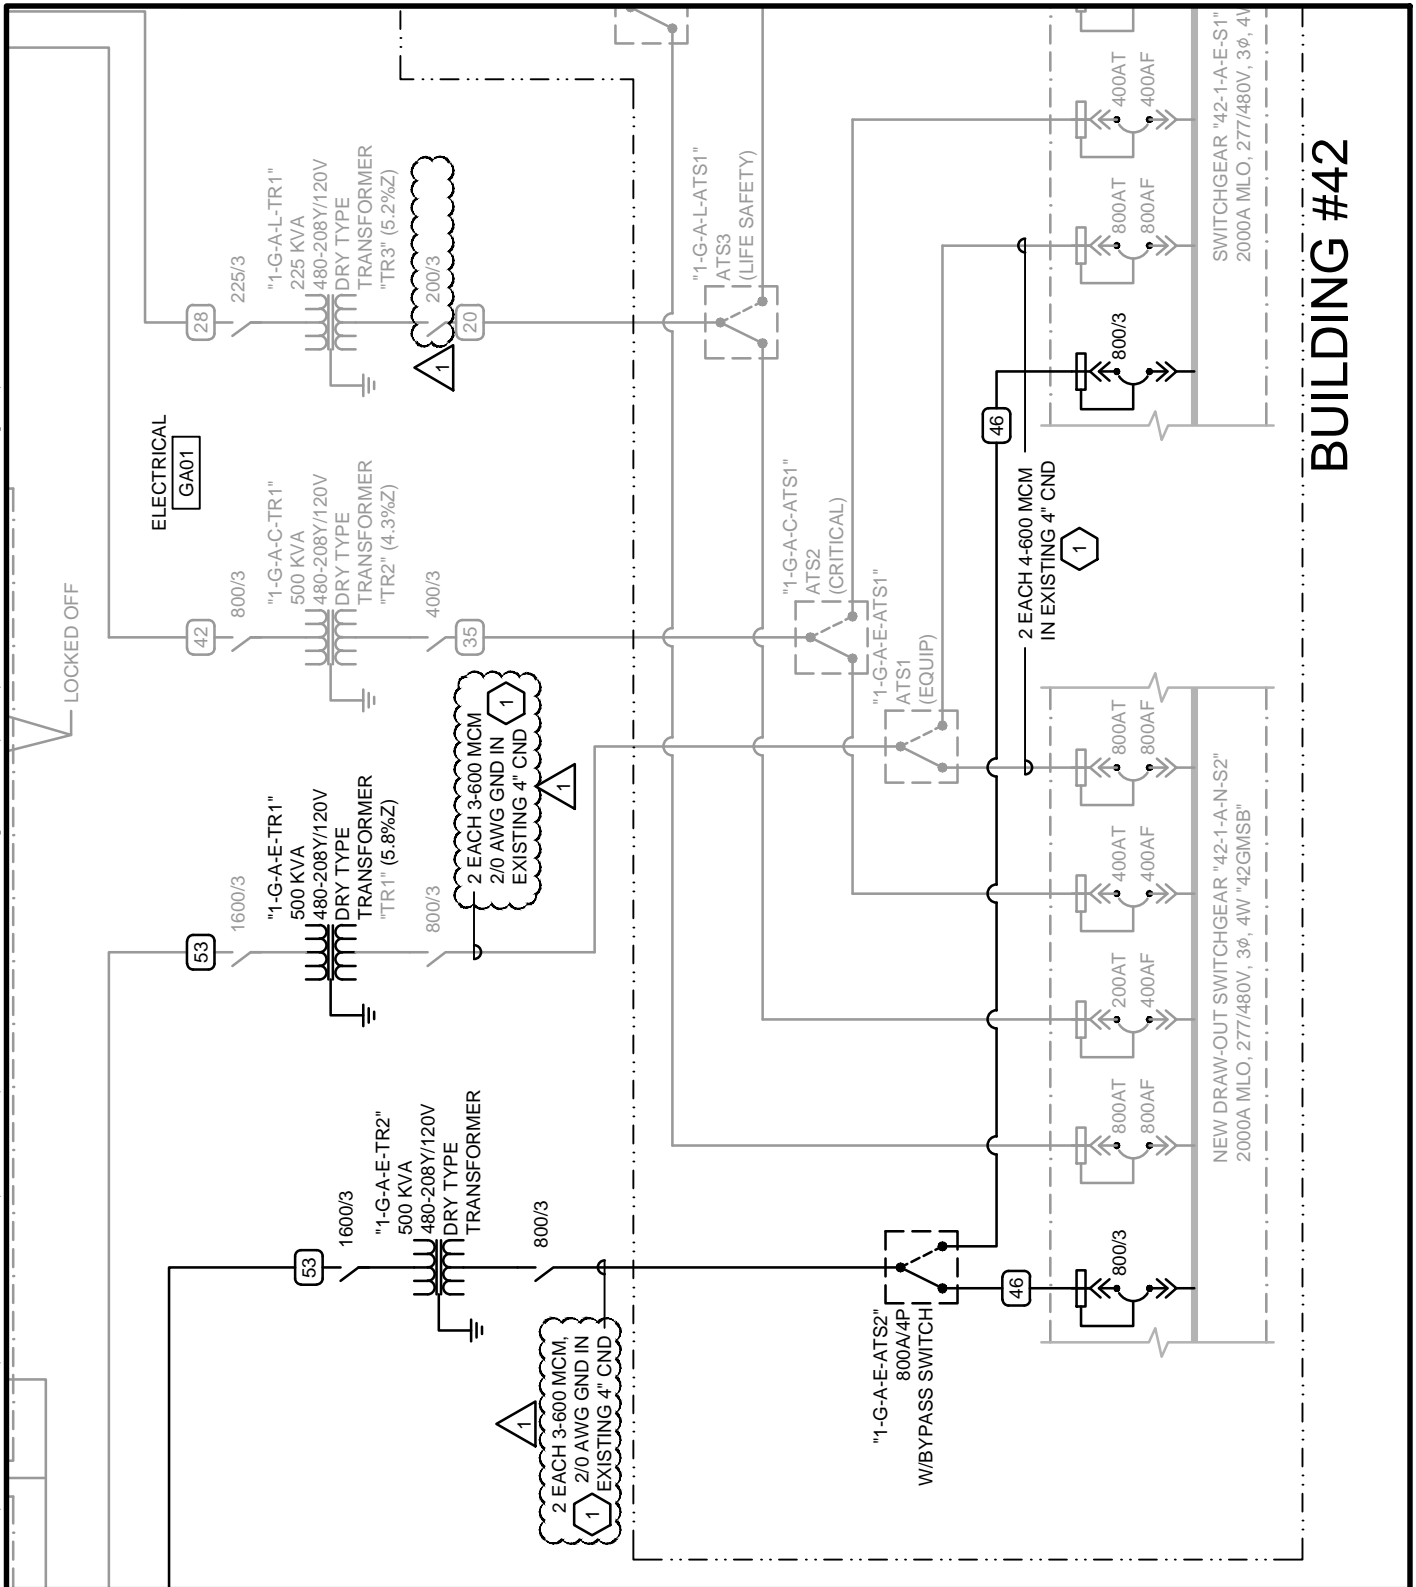 LOCKED OFF
ELECTRICAL
GA01
53
1600/3
"1-G-A-E-TR2"
500 KVA
480-208Y/120V
DRY TYPE
TRANSFORMER
800/3
2 EACH 3-600 MCM,
2/0 AWG GND IN
EXISTING 4" CND
1
1
53
1600/3
"1-G-A-E-TR1"
500 KVA
480-208Y/120V
DRY TYPE
TRANSFORMER
"TR1" (5.8%Z)
800/3
2 EACH 3-600 MCM
2/0 AWG GND IN
EXISTING 4" CND
1
1
42
800/3
"1-G-A-C-TR1"
500 KVA
480-208Y/120V
DRY TYPE
TRANSFORMER
"TR2" (4.3%Z)
400/3
35
28
225/3
"1-G-A-L-TR1"
225 KVA
480-208Y/120V
DRY TYPE
TRANSFORMER
"TR3" (5.2%Z)
200/3
20
1
"1-G-A-L-ATS1"
ATS3
(LIFE SAFETY)
"1-G-A-C-ATS1"
ATS2
(CRITICAL)
"1-G-A-E-ATS1"
ATS1
(EQUIP)
"1-G-A-E-ATS2"
800A/4P
W/BYPASS SWITCH
46
46
2 EACH 4-600 MCM
IN EXISTING 4" CND
1
800/3
800AT
800AF
200AT
400AF
400AT
400AF
800AT
800AF
NEW DRAW-OUT SWITCHGEAR "42-1-A-N-S2"
2000A MLO, 277/480V, 3ø, 4W "42GMSB"
800/3
800AT
800AF
400AT
400AF
SWITCHGEAR "42-1-A-E-S1"
2000A MLO, 277/480V, 3ø, 4W
BUILDING #42